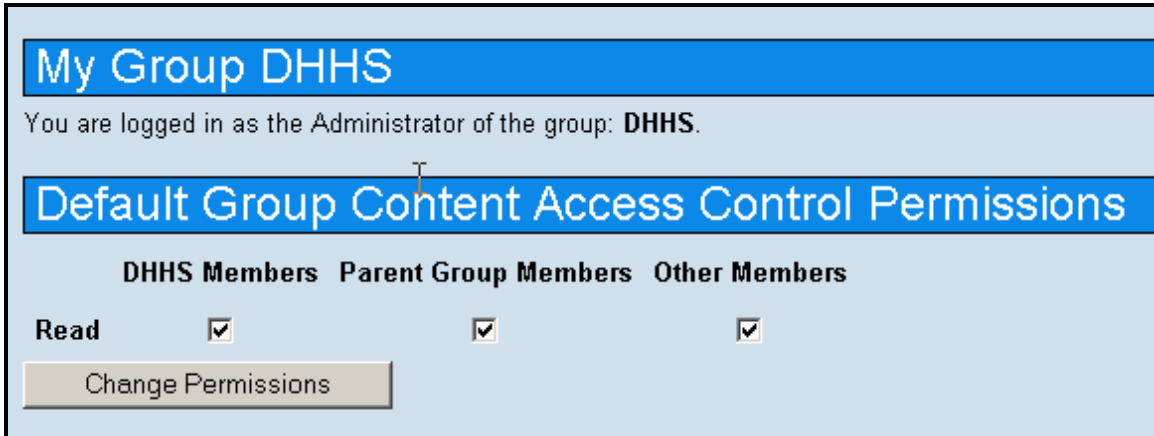 My Group DHHS
You are logged in as the Administrator of the group: DHHS.
Default Group Content Access Control Permissions
DHHS Members Parent Group Members Other Members
Read
Change Permissions